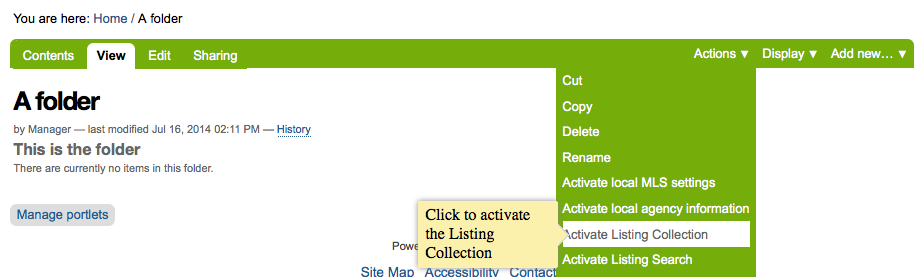 You are here: Home / A folder
Contents View Edit Sharing Actions ▼ Display ▼ Add new… ▼
Cut
Copy
Delete
Rename
Activate local MLS settings
Activate local agency information
Activate Listing Collection
Activate Listing Search
A folder
by Manager — last modified Jul 16, 2014 02:11 PM — History
This is the folder
There are currently no items in this folder.
Manage portlets
Click to activate
the Listing
Collection
Powe
Site Map Accessibility Contact